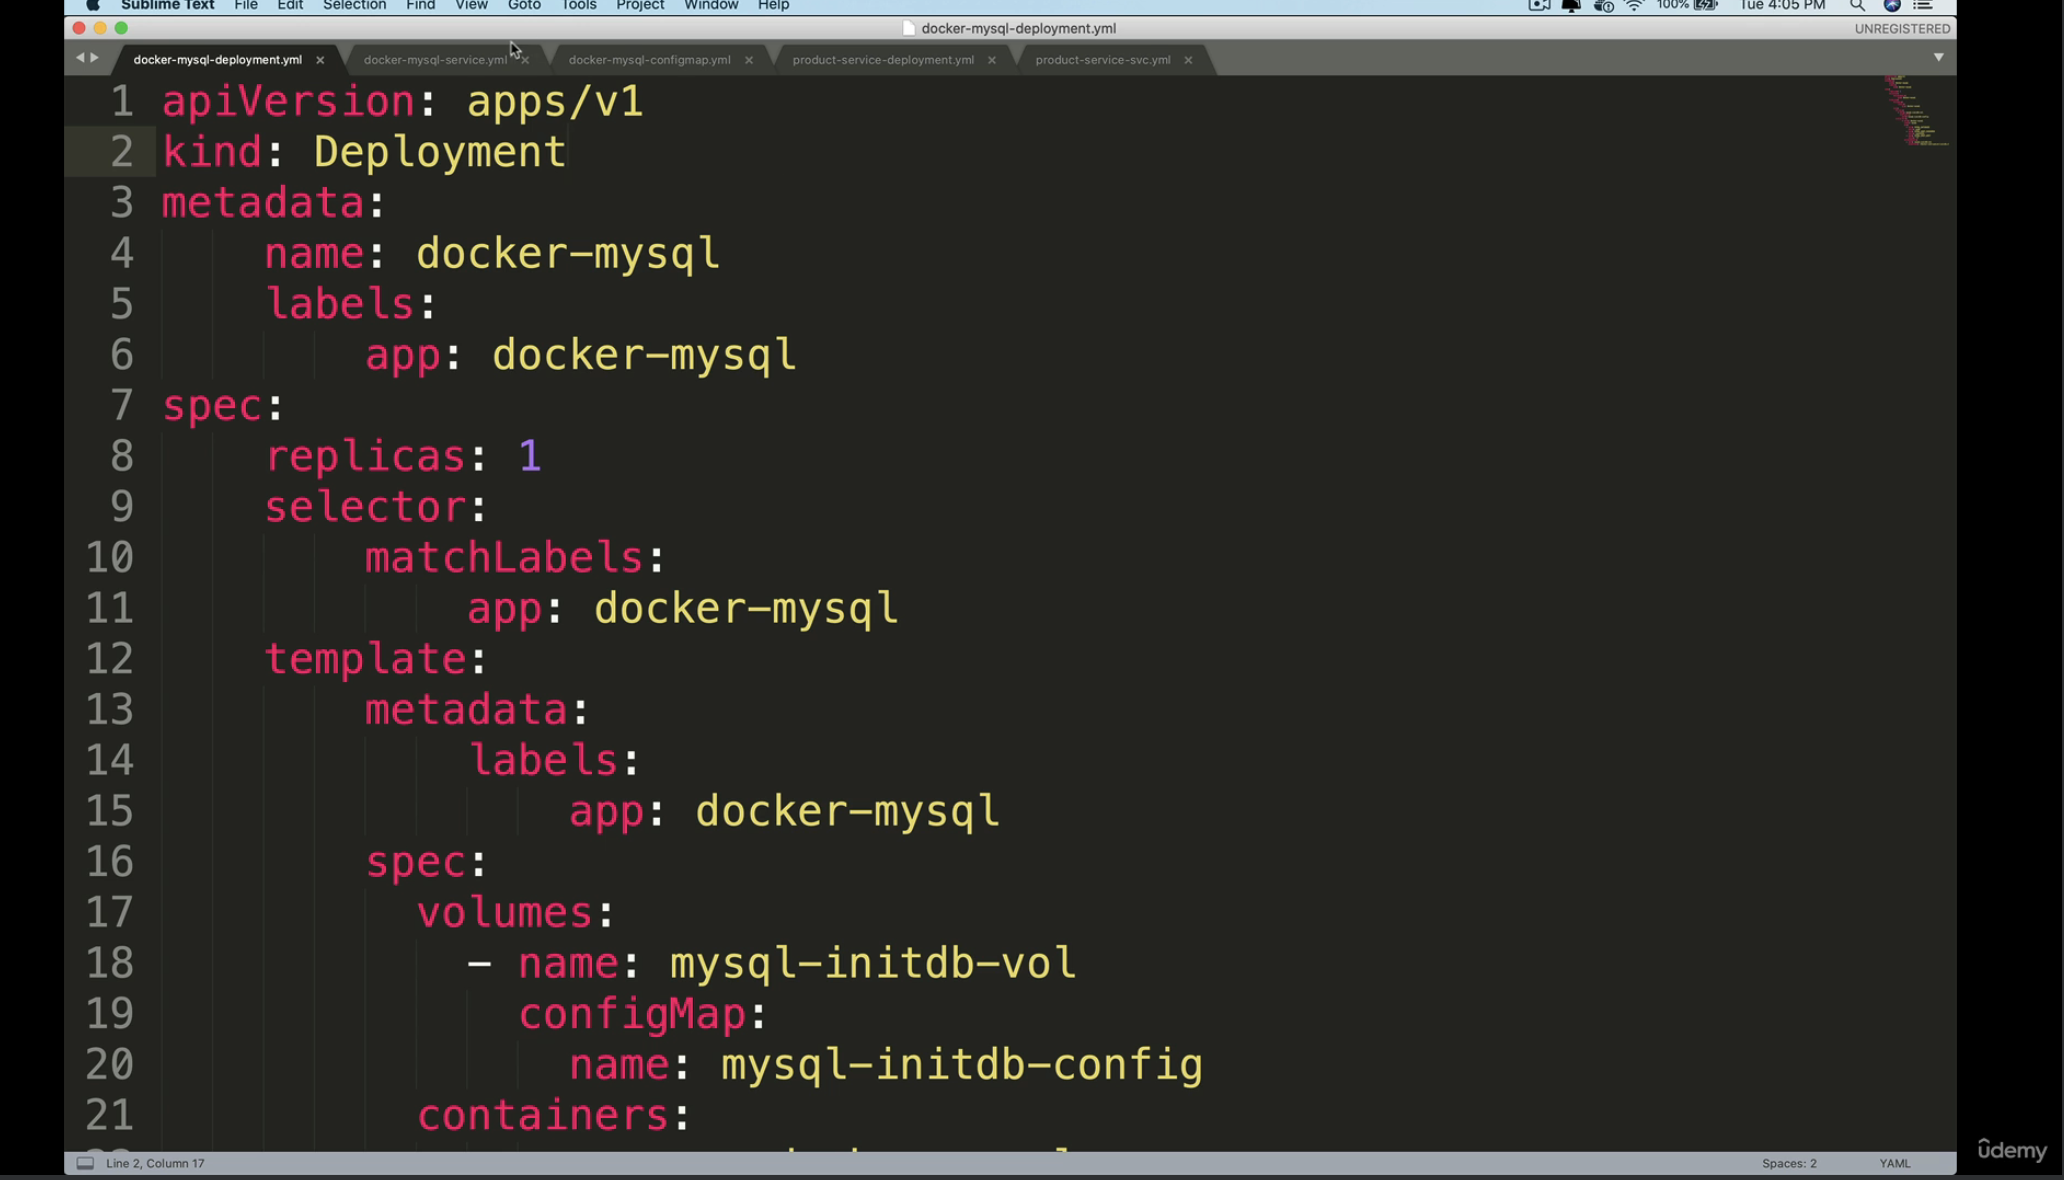 Sublime Text File Edit Selection Find View Goto Tools Project Window Help 100% Tue 4:05 PM
docker-mysql-deployment.yml UNREGISTERED
docker-mysql-deployment.yml docker-mysql-service.yml docker-mysql-configmap.yml product-service-deployment.yml product-service-svc.yml
1 apiVersion: apps/v1
2 kind: Deployment
3 metadata:
4 name: docker-mysql
5 labels:
6 app: docker-mysql
7 spec:
8 replicas: 1
9 selector:
10 matchLabels:
11 app: docker-mysql
12 template:
13 metadata:
14 labels:
15 app: docker-mysql
16 spec:
17 volumes:
18 - name: mysql-initdb-vol
19 configMap:
20 name: mysql-initdb-config
21 containers:
Line 2, Column 17 Spaces: 2 YAML
udemy